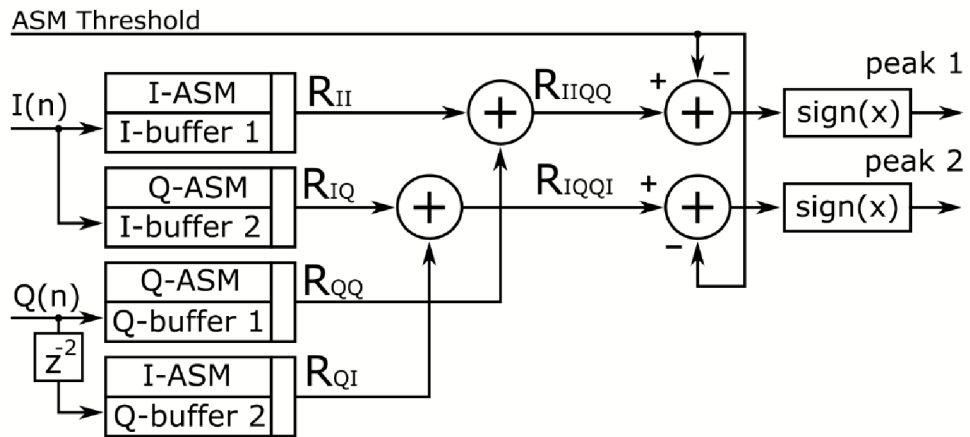 ASM Threshold
peak 1
I(n)
I-ASM
I-buffer 1
R_II
+
R_IIQQ
+
−
+
sign(x)
peak 2
Q-ASM
I-buffer 2
R_IQ
+
R_IQQI
+
−
+
sign(x)
Q(n)
Q-ASM
Q-buffer 1
R_QQ
z^-2
I-ASM
Q-buffer 2
R_QI